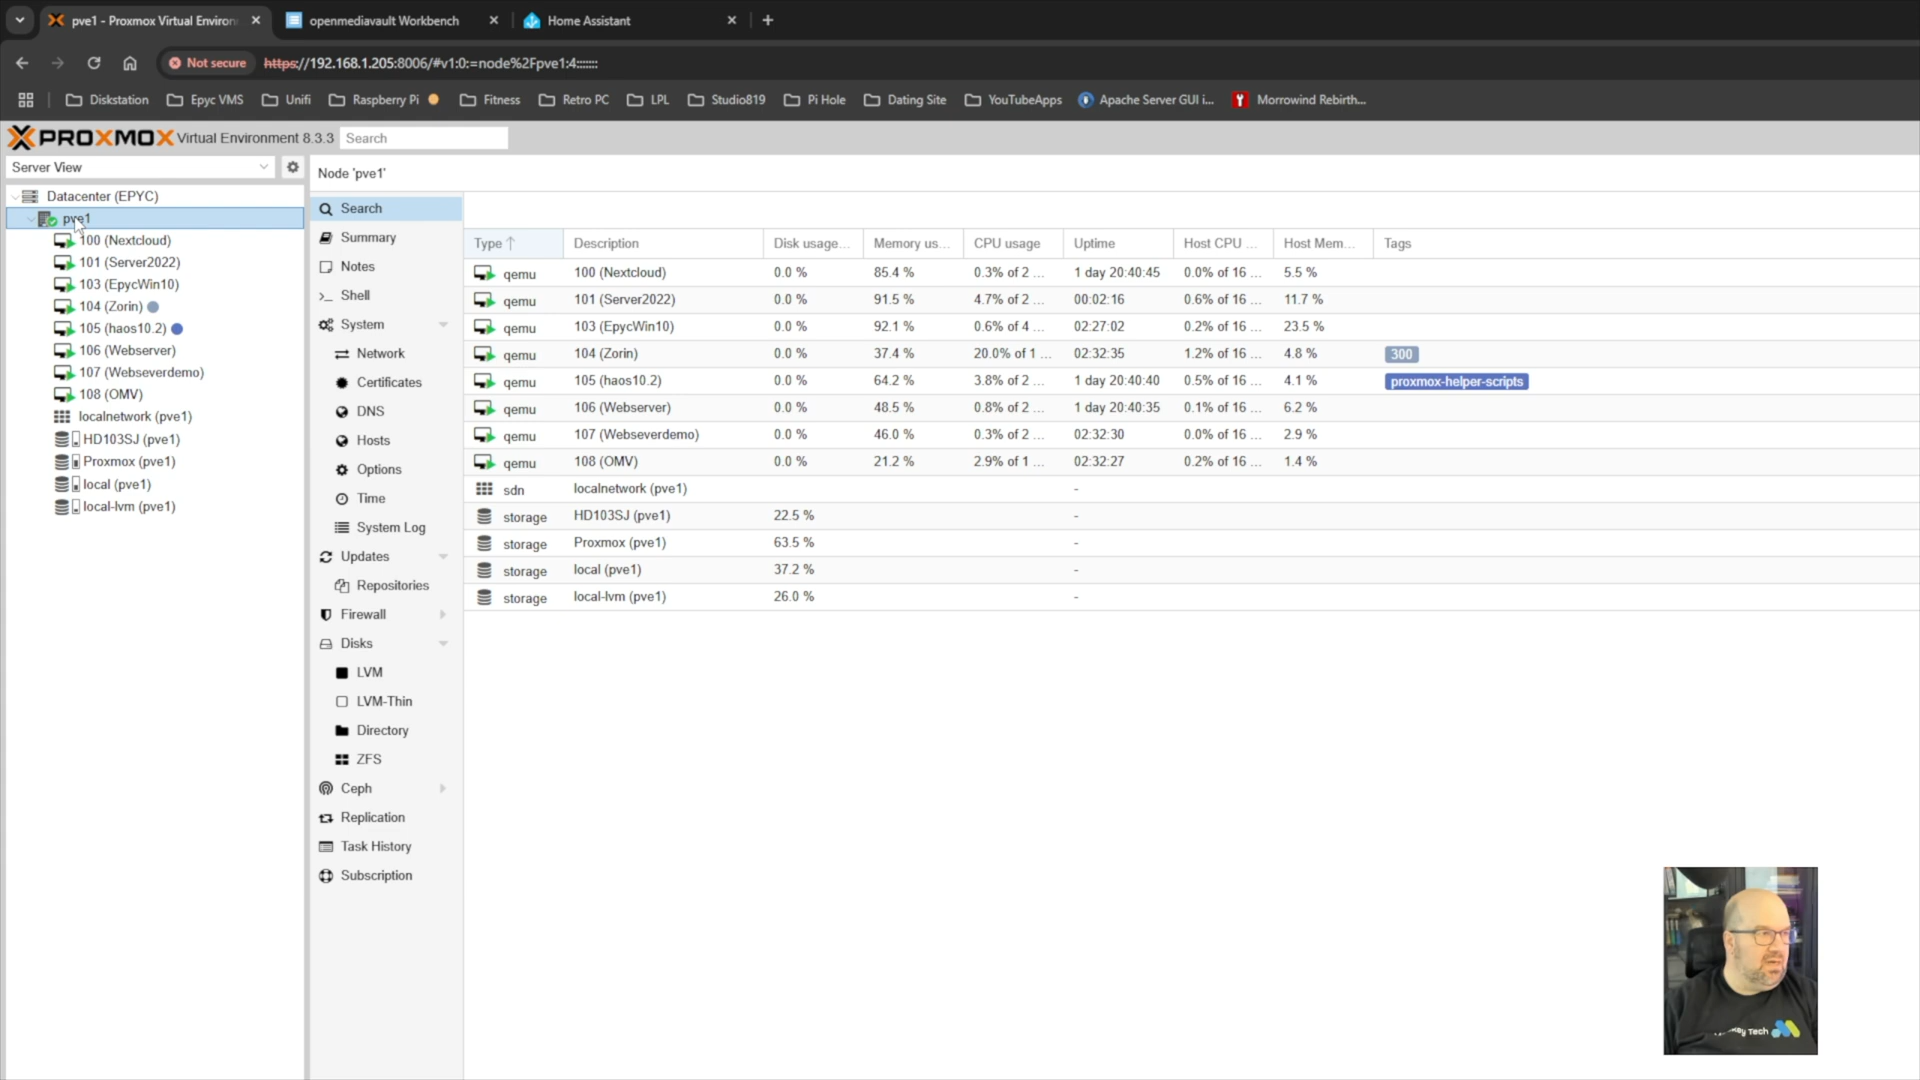 pve1 - Proxmox Virtual Environ
openmediavault Workbench
Home Assistant
Not secure
https://192.168.1.205:8006/#v1:0:=node%2Fpve1:4:::::::
Diskstation
Epyc VMS
Unifi
Raspberry Pi
Fitness
Retro PC
LPL
Studio819
Pi Hole
Dating Site
YouTubeApps
Apache Server GUI i...
Morrowind Rebirth...
PROXMOX Virtual Environment 8.3.3 Search
Server View
Datacenter (EPYC)
pve1
100 (Nextcloud)
101 (Server2022)
103 (EpycWin10)
104 (Zorin)
105 (haos10.2)
106 (Webserver)
107 (Webseverdemo)
108 (OMV)
localnetwork (pve1)
HD103SJ (pve1)
Proxmox (pve1)
local (pve1)
local-lvm (pve1)
Node 'pve1'
Search
Summary
Notes
Shell
System
Network
Certificates
DNS
Hosts
Options
Time
System Log
Updates
Repositories
Firewall
Disks
LVM
LVM-Thin
Directory
ZFS
Ceph
Replication
Task History
Subscription
Type Description Disk usage... Memory us... CPU usage Uptime Host CPU ... Host Mem... Tags
qemu 100 (Nextcloud) 0.0 % 85.4 % 0.3% of 2 ... 1 day 20:40:45 0.0% of 16 ... 5.5 %
qemu 101 (Server2022) 0.0 % 91.5 % 4.7% of 2 ... 00:02:16 0.6% of 16 ... 11.7 %
qemu 103 (EpycWin10) 0.0 % 92.1 % 0.6% of 4 ... 02:27:02 0.2% of 16 ... 23.5 %
qemu 104 (Zorin) 0.0 % 37.4 % 20.0% of 1 ... 02:32:35 1.2% of 16 ... 4.8 % 300
qemu 105 (haos10.2) 0.0 % 64.2 % 3.8% of 2 ... 1 day 20:40:40 0.5% of 16 ... 4.1 % proxmox-helper-scripts
qemu 106 (Webserver) 0.0 % 48.5 % 0.8% of 2 ... 1 day 20:40:35 0.1% of 16 ... 6.2 %
qemu 107 (Webseverdemo) 0.0 % 46.0 % 0.3% of 2 ... 02:32:30 0.0% of 16 ... 2.9 %
qemu 108 (OMV) 0.0 % 21.2 % 2.9% of 1 ... 02:32:27 0.2% of 16 ... 1.4 %
sdn localnetwork (pve1) -
storage HD103SJ (pve1) 22.5 % -
storage Proxmox (pve1) 63.5 % -
storage local (pve1) 37.2 % -
storage local-lvm (pve1) 26.0 % -
Tech